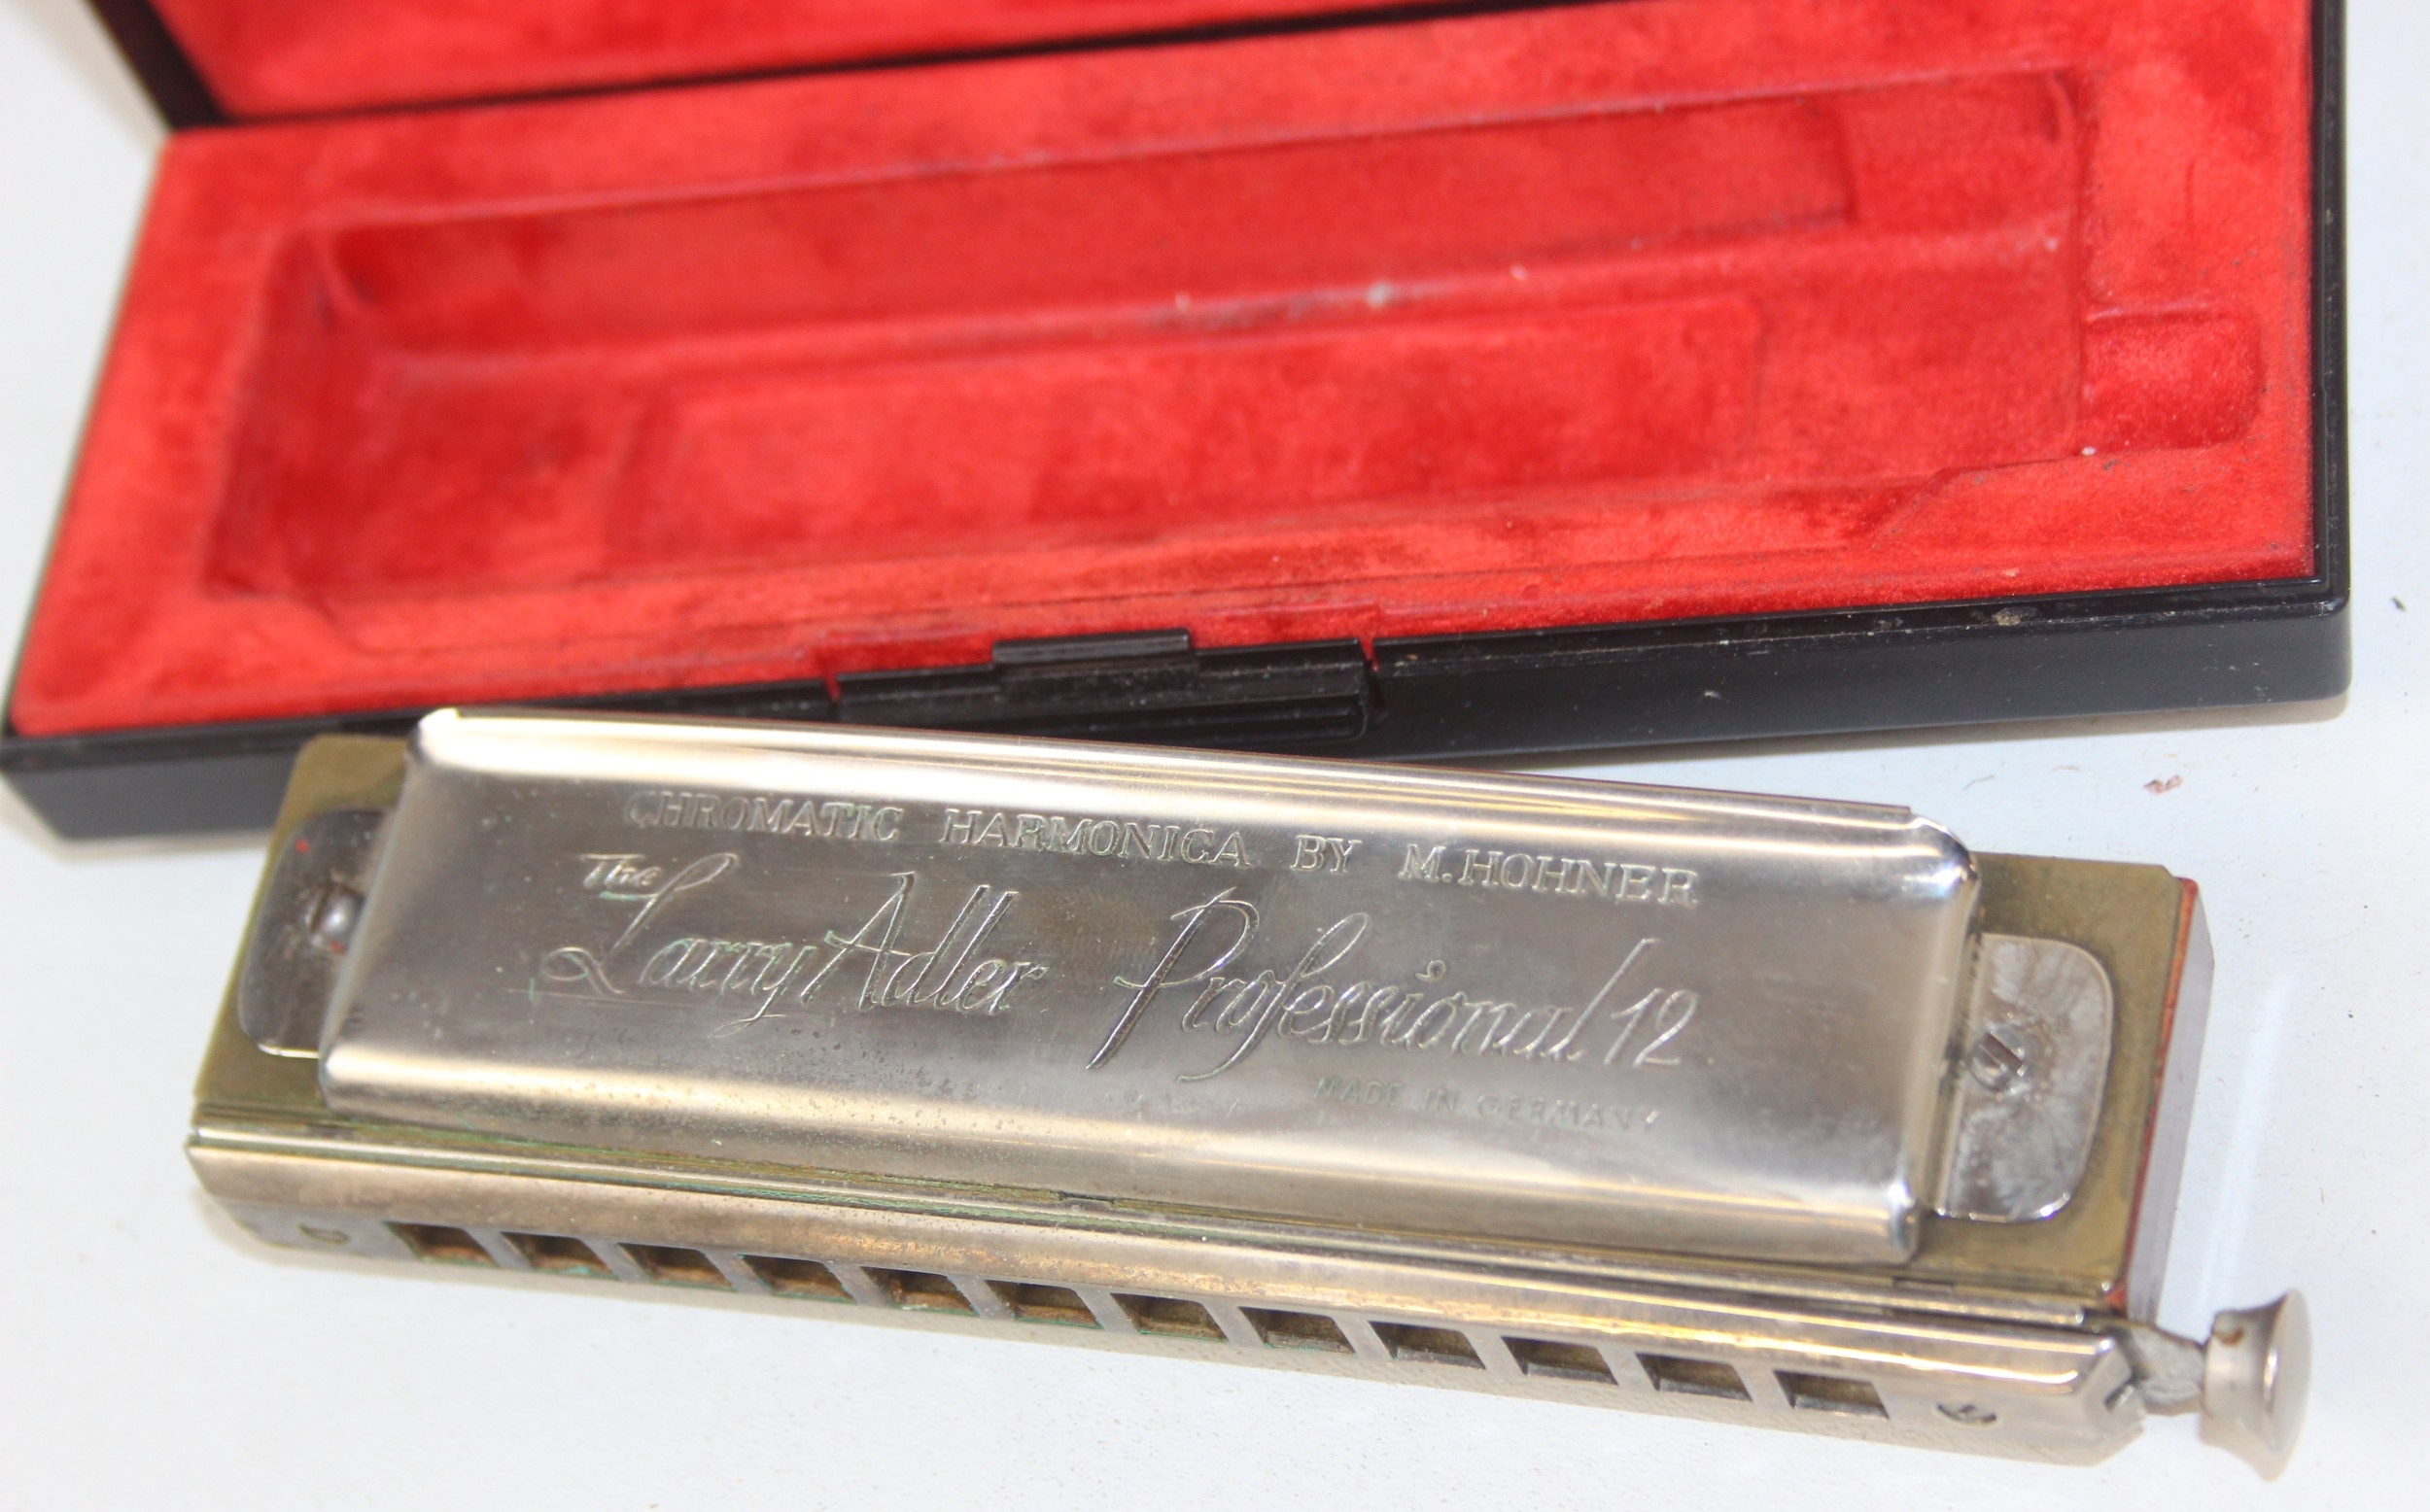 CHROMATIC HARMONICA BY M.HOHNER
The
Larry Adler Professional 12
MADE IN GERMANY